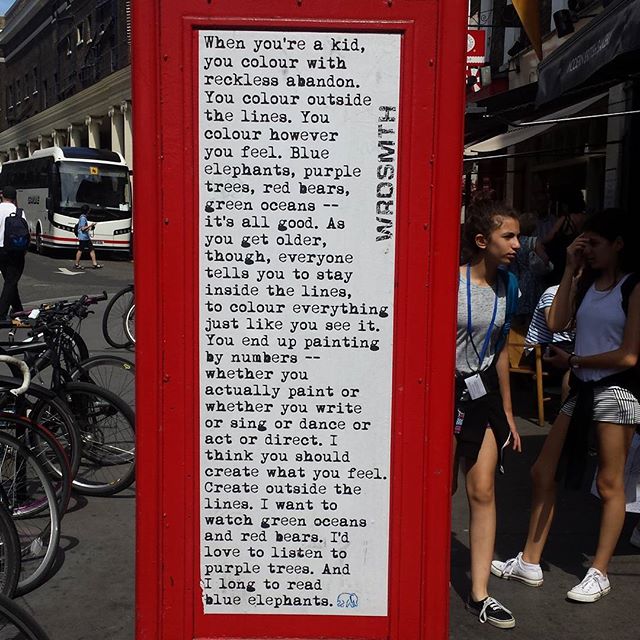 When you're a kid,
you colour with
reckless abandon.
You colour outside
the lines. You
colour however
you feel. Blue
elephants, purple
trees, red bears,
green oceans --
it's all good. As
you get older,
though, everyone
tells you to stay
inside the lines,
to colour everything
just like you see it.
You end up painting
by numbers --
whether you
actually paint or
whether you write
or sing or dance or
act or direct. I
think you should
create what you feel.
Create outside the
lines. I want to
watch green oceans
and red bears. I'd
love to listen to
purple trees. And
I long to read
blue elephants.
WRDSMTH